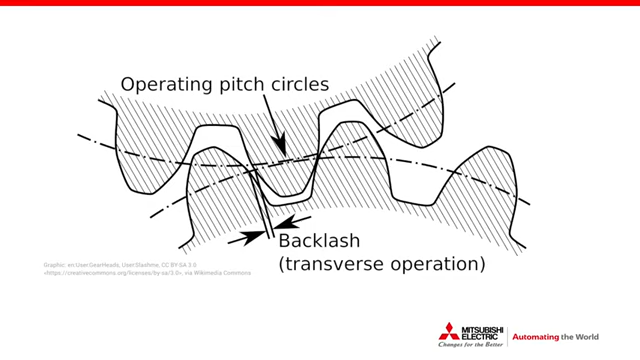 Operating pitch circles
Backlash
(transverse operation)
Graphic: en:User:GearHeads, User:Slashme, CC BY-SA 3.0
<https://creativecommons.org/licenses/by-sa/3.0>, via Wikimedia Commons
MITSUBISHI
ELECTRIC
Changes for the Better
Automating the World